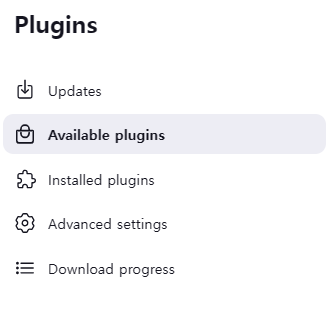 Plugins
Updates
Available plugins
Installed plugins
Advanced settings
Download progress